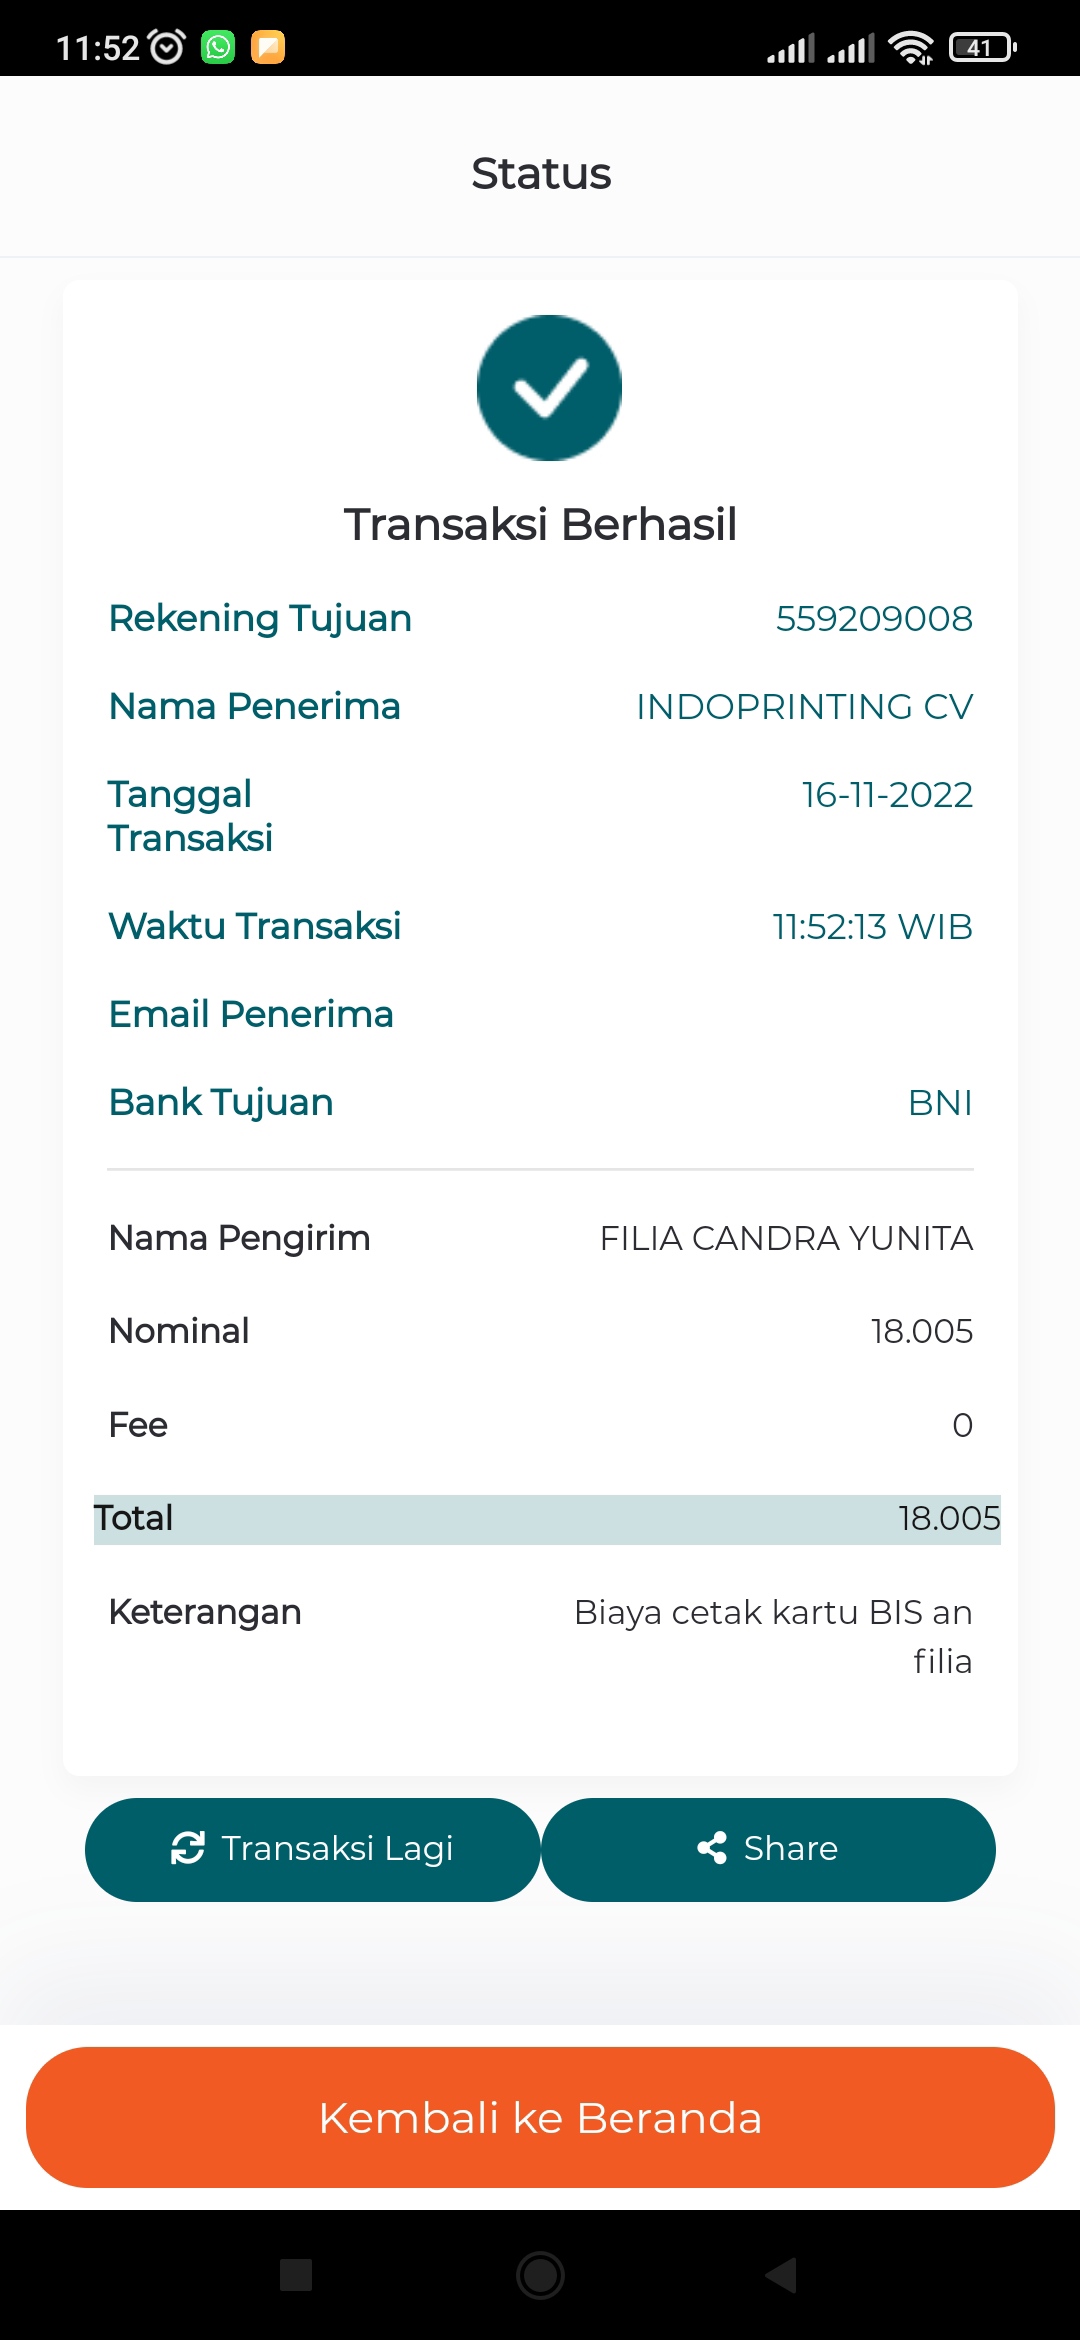 11:52
41
Status
Transaksi Berhasil
Rekening Tujuan 559209008
Nama Penerima INDOPRINTING CV
Tanggal 16-11-2022
Transaksi
Waktu Transaksi 11:52:13 WIB
Email Penerima
Bank Tujuan BNI
Nama Pengirim FILIA CANDRA YUNITA
Nominal 18.005
Fee 0
Total 18.005
Keterangan Biaya cetak kartu BIS an
filia
Transaksi Lagi Share
Kembali ke Beranda